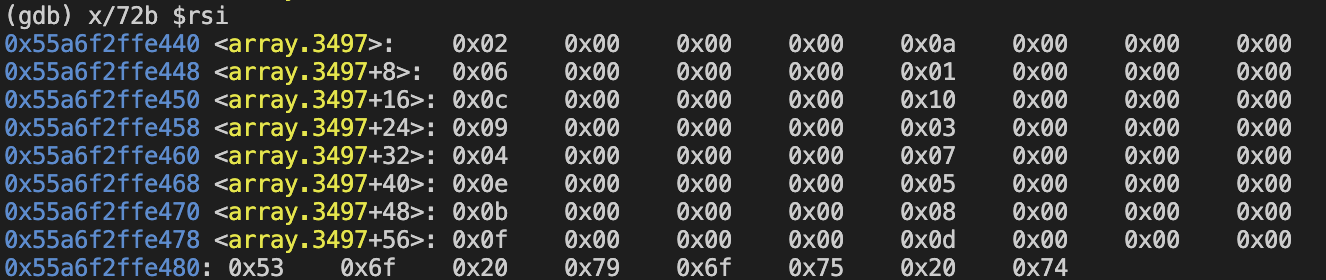 (gdb) x/72b $rsi
0x55a6f2ffe440 <array.3497>: 0x02 0x00 0x00 0x00 0x0a 0x00 0x00 0x00
0x55a6f2ffe448 <array.3497+8>: 0x06 0x00 0x00 0x00 0x01 0x00 0x00 0x00
0x55a6f2ffe450 <array.3497+16>: 0x0c 0x00 0x00 0x00 0x10 0x00 0x00 0x00
0x55a6f2ffe458 <array.3497+24>: 0x09 0x00 0x00 0x00 0x03 0x00 0x00 0x00
0x55a6f2ffe460 <array.3497+32>: 0x04 0x00 0x00 0x00 0x07 0x00 0x00 0x00
0x55a6f2ffe468 <array.3497+40>: 0x0e 0x00 0x00 0x00 0x05 0x00 0x00 0x00
0x55a6f2ffe470 <array.3497+48>: 0x0b 0x00 0x00 0x00 0x08 0x00 0x00 0x00
0x55a6f2ffe478 <array.3497+56>: 0x0f 0x00 0x00 0x00 0x0d 0x00 0x00 0x00
0x55a6f2ffe480: 0x53 0x6f 0x20 0x79 0x6f 0x75 0x20 0x74